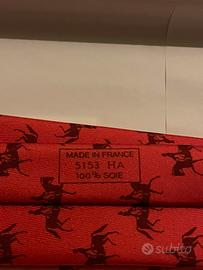 MADE IN FRANCE
5153 HA
100% SOIE
subito